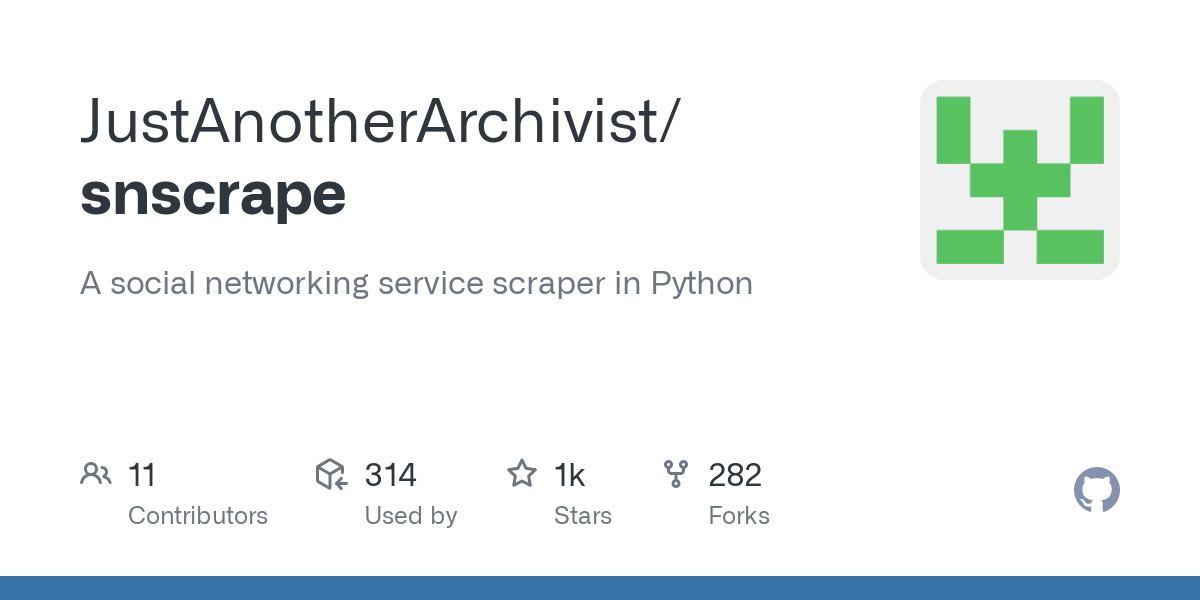 JustAnotherArchivist/
snscrape
A social networking service scraper in Python
11 314 1k 282
Contributors Used by Stars Forks